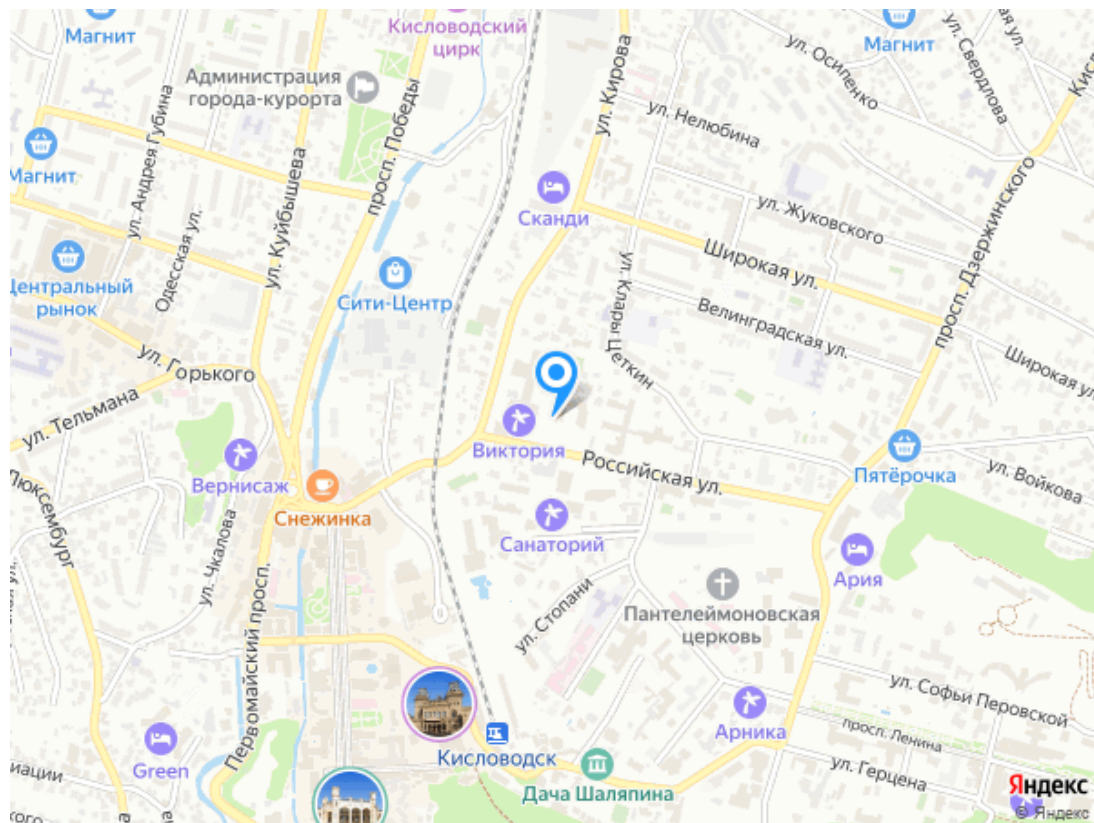 Магнит
Кисловодский
цирк
Магнит
ул. Осипенко
ул. Свердлова
ул.
Кис
Администрация
города-курорта
ул. Кирова
ул. Нелюбина
ул. Андрея Губина
просп. Победы
Магнит
Сканди
ул. Жуковского
просп. Дзержинского
Одесская ул.
ул. Куйбышева
Широкая ул.
Центральный
рынок
Сити-Центр
ул. Клары Цеткин
Велинградская ул.
Широкая ул.
ул. Горького
ул. Тельмана
Виктория
Российская ул.
Пятёрочка
ул. Войкова
Вернисаж
Снежинка
Люксембург
ул. Чкалова
Санаторий
Ария
ул. Стопани
Пантелеймоновская
церковь
Первомайский просп.
ул. Софьи Перовской
Арника
просп. Ленина
Green
Кисловодск
ул. Герцена
виации
Дача Шаляпина
Яндекс
© Яндекс